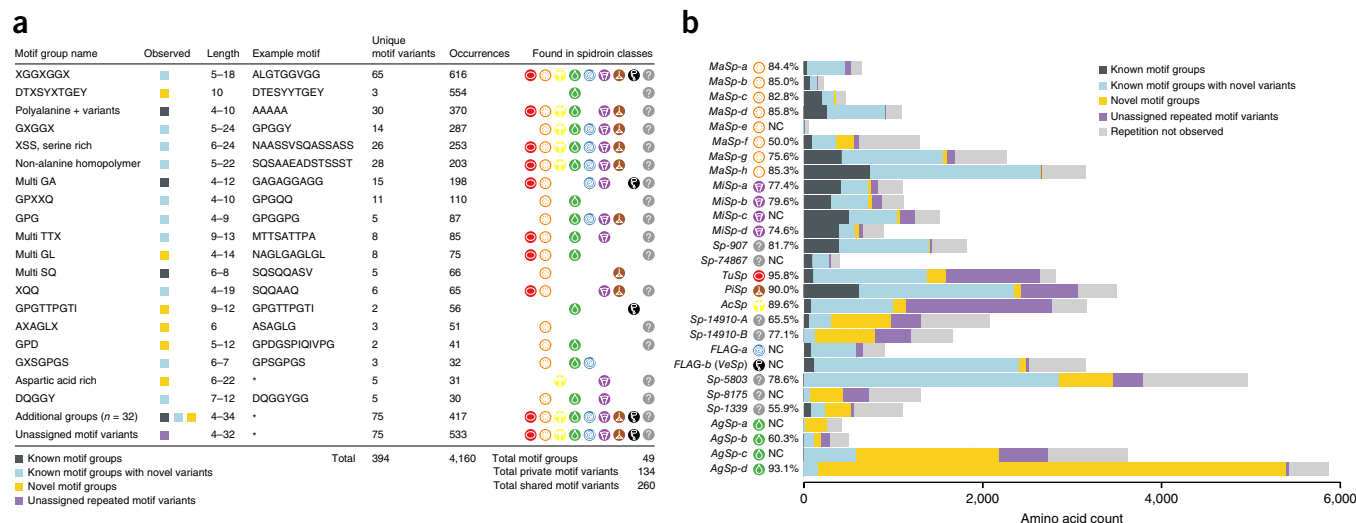 a
Motif group name Observed Length Example motif Unique motif variants Occurrences Found in spidroin classes
XGGXGGX 5–18 ALGTGGVGG 65 616 ?
DTXSYXTGEY 10 DTESYYTGEY 3 554 ?
Polyalanine + variants 4–10 AAAAA 30 370 ?
GXGGX 5–24 GPGGY 14 287 ?
XSS, serine rich 6–24 NAASSVSQASSASS 26 253 ?
Non-alanine homopolymer 5–22 SQSAAEADSTSSST 28 203 ?
Multi GA 4–12 GAGAGGAGG 15 198 ?
GPXXQ 4–10 GPGQQ 11 110 ?
GPG 4–9 GPGGPG 5 87 ?
Multi TTX 9–13 MTTSATTPA 8 85 ?
Multi GL 4–14 NAGLGAGLGL 8 75 ?
Multi SQ 6–8 SQSQQASV 5 66
XQQ 4–19 SQQAAQ 6 65 ?
GPGTTPGTI 9–12 GPGTTPGTI 2 56
AXAGLX 6 ASAGLG 3 51 ?
GPD 5–12 GPDGSPIQIVPG 2 41 ?
GXSGPGS 6–7 GPSGPGS 3 32
Aspartic acid rich 6–22 * 5 31 ?
DQGGY 7–12 DQGGYGG 5 30 ?
Additional groups (n = 32) 4–34 * 75 417 ?
Unassigned motif variants 4–32 * 75 533 ?
Total 394 4,160 Total motif groups 49
Total private motif variants 134
Total shared motif variants 260
Known motif groups
Known motif groups with novel variants
Novel motif groups
Unassigned repeated motif variants
b
MaSp-a 84.4%
MaSp-b 85.0%
MaSp-c 82.8%
MaSp-d 85.8%
MaSp-e NC
MaSp-f 50.0%
MaSp-g 75.6%
MaSp-h 85.3%
MiSp-a 77.4%
MiSp-b 79.6%
MiSp-c NC
MiSp-d 74.6%
Sp-907 ? 81.7%
Sp-74867 ? NC
TuSp 95.8%
PiSp 90.0%
AcSp 89.6%
Sp-14910-A ? 65.5%
Sp-14910-B ? 77.1%
FLAG-a NC
FLAG-b (VeSp) NC
Sp-5803 ? 78.6%
Sp-8175 ? NC
Sp-1339 ? 55.9%
AgSp-a NC
AgSp-b 60.3%
AgSp-c NC
AgSp-d 93.1%
Known motif groups
Known motif groups with novel variants
Novel motif groups
Unassigned repeated motif variants
Repetition not observed
0 2,000 4,000 6,000
Amino acid count